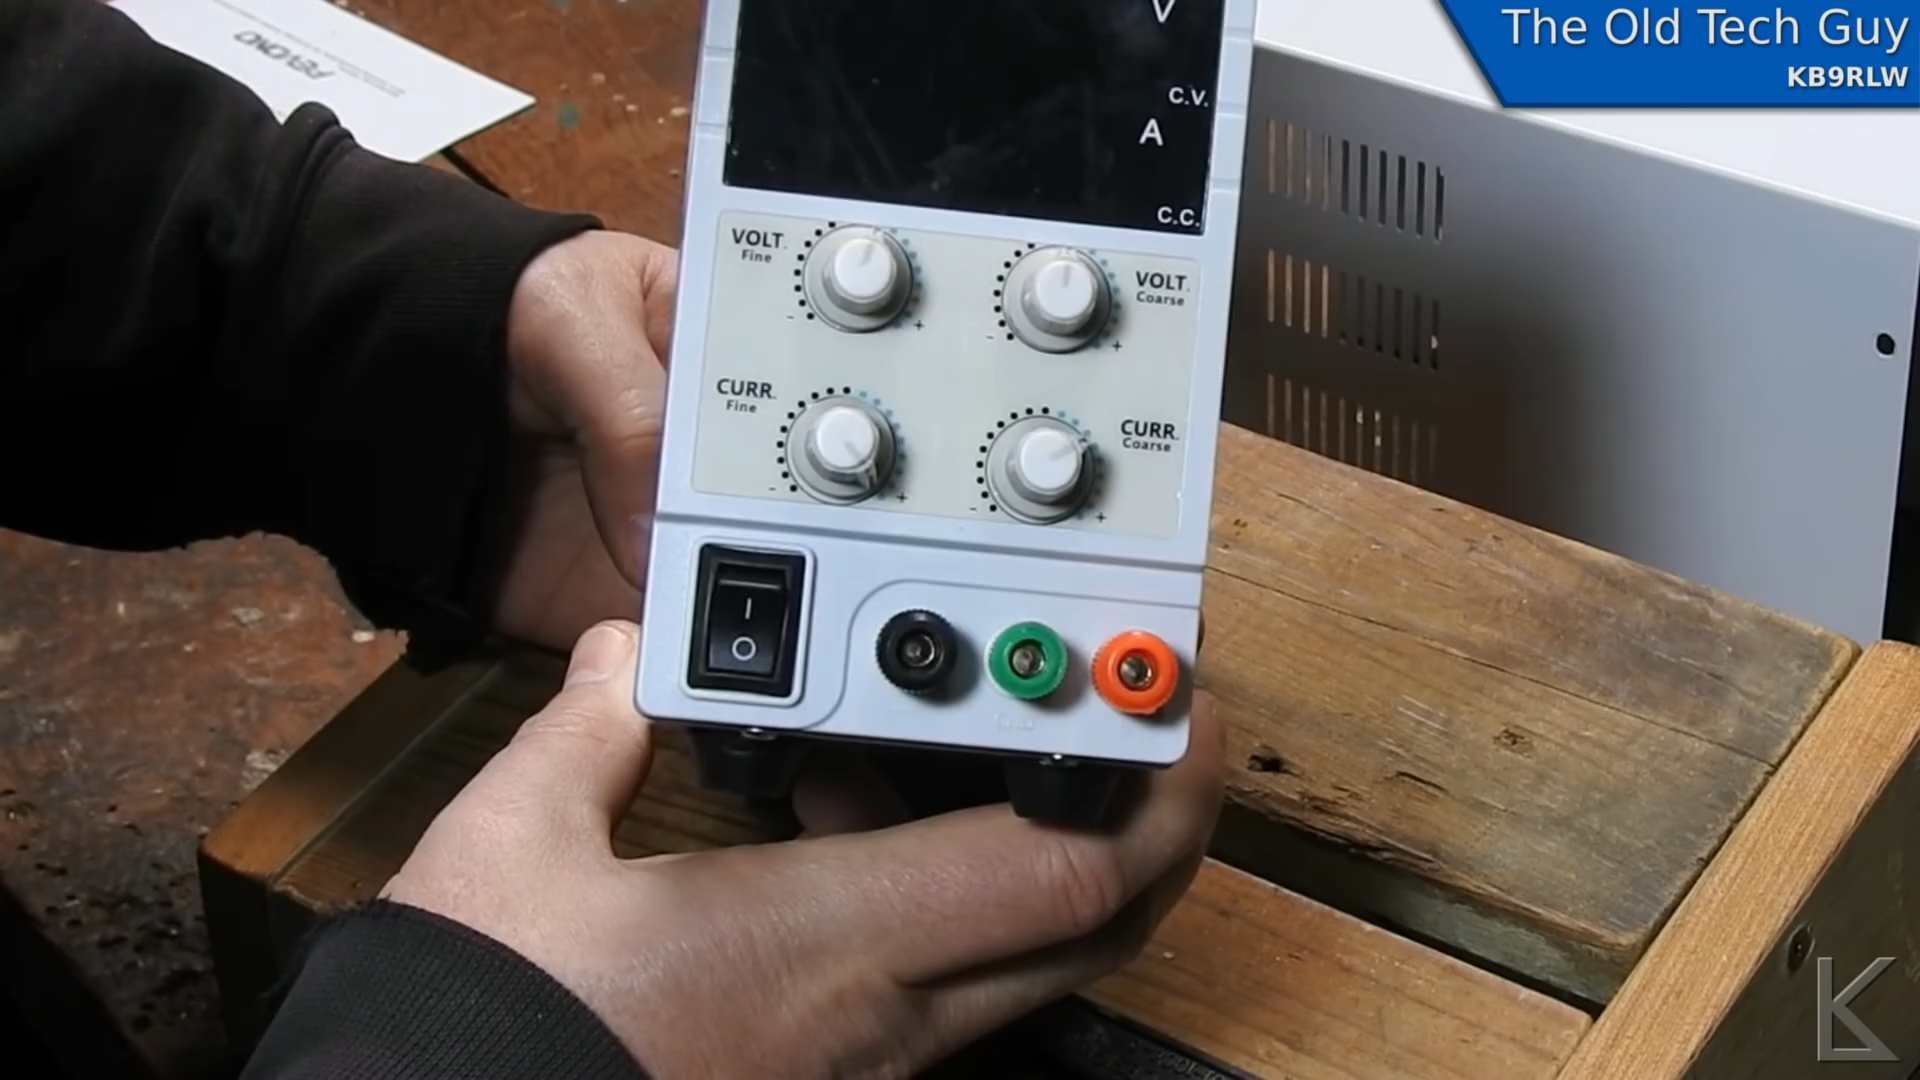 The Old Tech Guy
KB9RLW
V
C.V.
A
C.C.
VOLT.
Fine
VOLT.
Coarse
- +
- +
CURR.
Fine
CURR.
Coarse
- +
- +
I
O